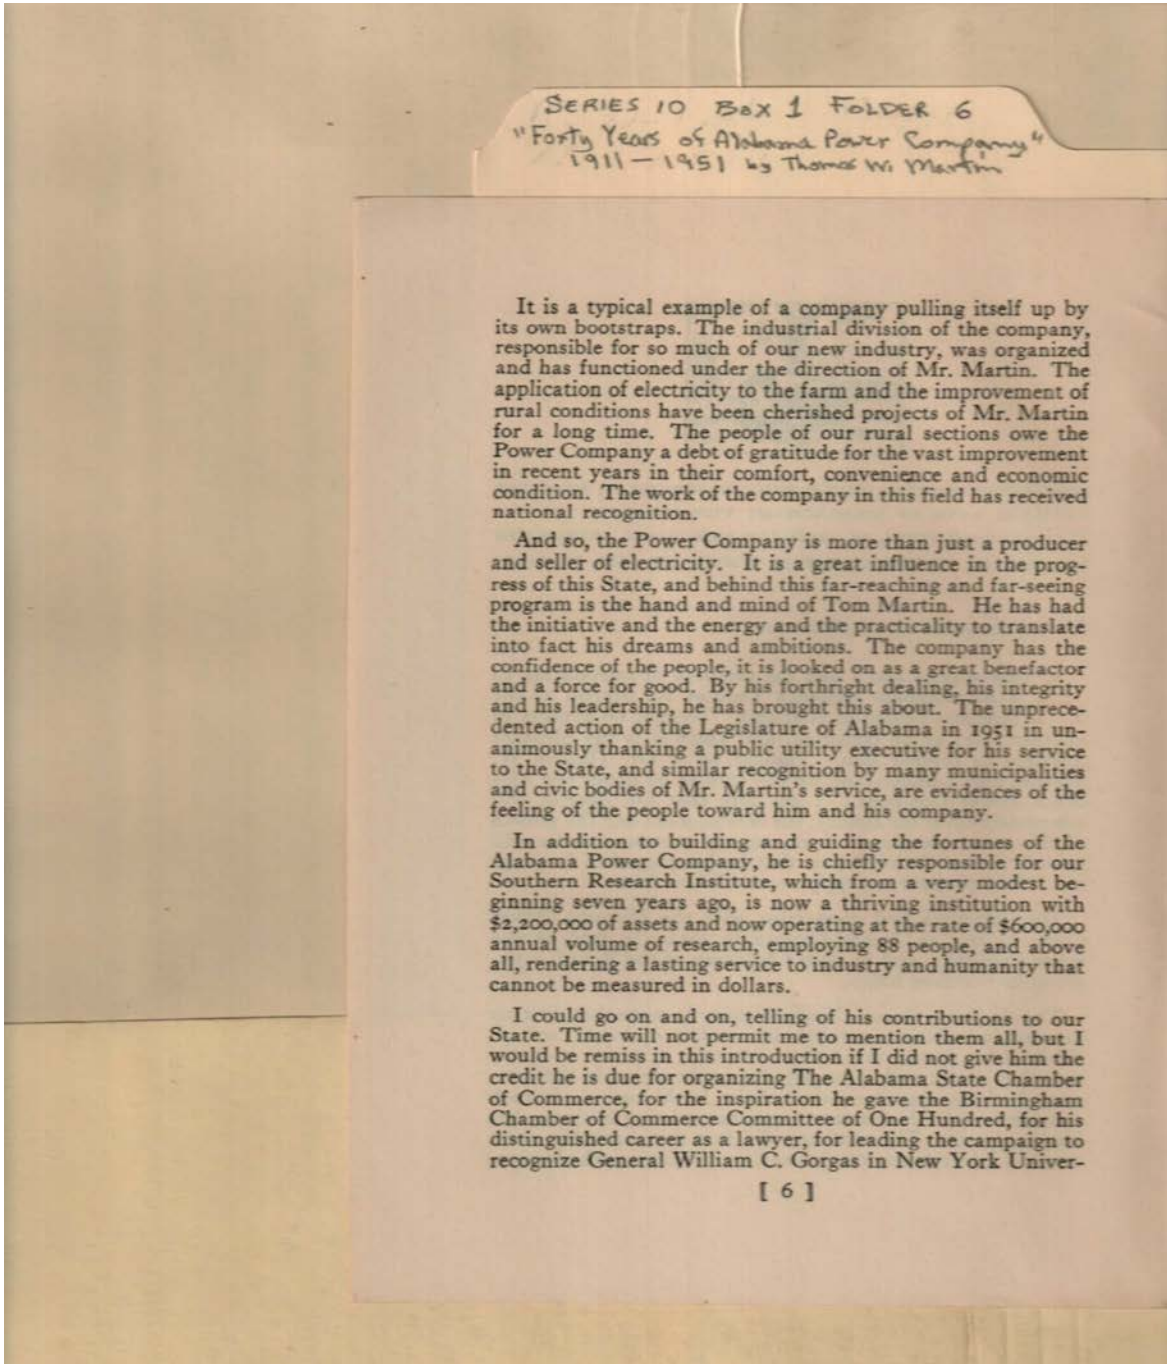 SERIES 10 BOX 1 FOLDER 6
"Forty Years of Alabama Power Company"
1911-1951 by Thomas W. Martin
It is a typical example of a company pulling itself up by
its own bootstraps. The industrial division of the company,
responsible for so much of our new industry, was organized
and has functioned under the direction of Mr. Martin. The
application of electricity to the farm and the improvement of
rural conditions have been cherished projects of Mr. Martin
for a long time. The people of our rural sections owe the
Power Company a debt of gratitude for the vast improvement
in recent years in their comfort, convenience and economic
condition. The work of the company in this field has received
national recognition.
And so, the Power Company is more than just a producer
and seller of electricity. It is a great influence in the prog-
ress of this State, and behind this far-reaching and far-seeing
program is the hand and mind of Tom Martin. He has had
the initiative and the energy and the practicality to translate
into fact his dreams and ambitions. The company has the
confidence of the people, it is looked on as a great benefactor
and a force for good. By his forthright dealing, his integrity
and his leadership, he has brought this about. The unprece-
dented action of the Legislature of Alabama in 1951 in un-
animously thanking a public utility executive for his service
to the State, and similar recognition by many municipalities
and civic bodies of Mr. Martin's service, are evidences of the
feeling of the people toward him and his company.
In addition to building and guiding the fortunes of the
Alabama Power Company, he is chiefly responsible for our
Southern Research Institute, which from a very modest be-
ginning seven years ago, is now a thriving institution with
$2,200,000 of assets and now operating at the rate of $600,000
annual volume of research, employing 88 people, and above
all, rendering a lasting service to industry and humanity that
cannot be measured in dollars.
I could go on and on, telling of his contributions to our
State. Time will not permit me to mention them all, but I
would be remiss in this introduction if I did not give him the
credit he is due for organizing The Alabama State Chamber
of Commerce, for the inspiration he gave the Birmingham
Chamber of Commerce Committee of One Hundred, for his
distinguished career as a lawyer, for leading the campaign to
recognize General William C. Gorgas in New York Univer-
[ 6 ]